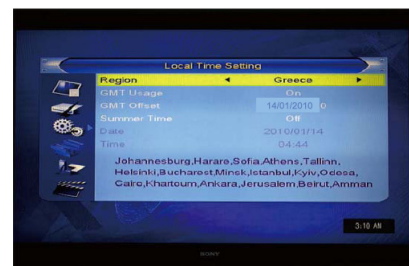 Local Time Setting
Region ◄ Greece ►
GMT Usage On
GMT Offset 14/01/2010 0
Summer Time Off
Date 2010/01/14
Time 04:44
Johannesburg,Harare,Sofia,Athens,Tallinn,
Helsinki,Bucharest,Minsk,Istanbul,Kyiv,Odesa,
Cairo,Khartoum,Ankara,Jerusalem,Beirut,Amman
3:10 AM
SONY